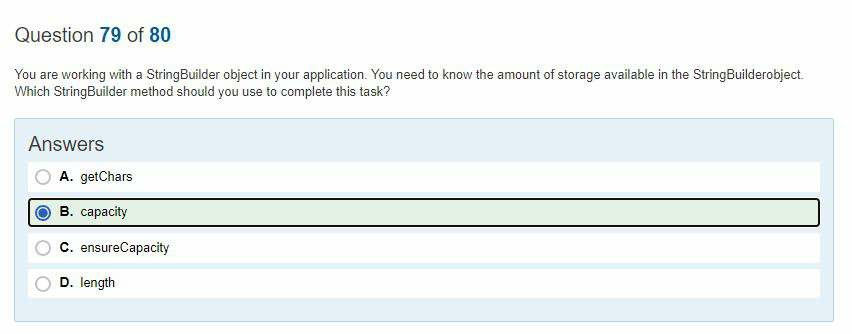 Question 79 of 80
You are working with a StringBuilder object in your application. You need to know the amount of storage available in the StringBuilderobject.
Which StringBuilder method should you use to complete this task?
Answers
A. getChars
B. capacity
C. ensureCapacity
D. length